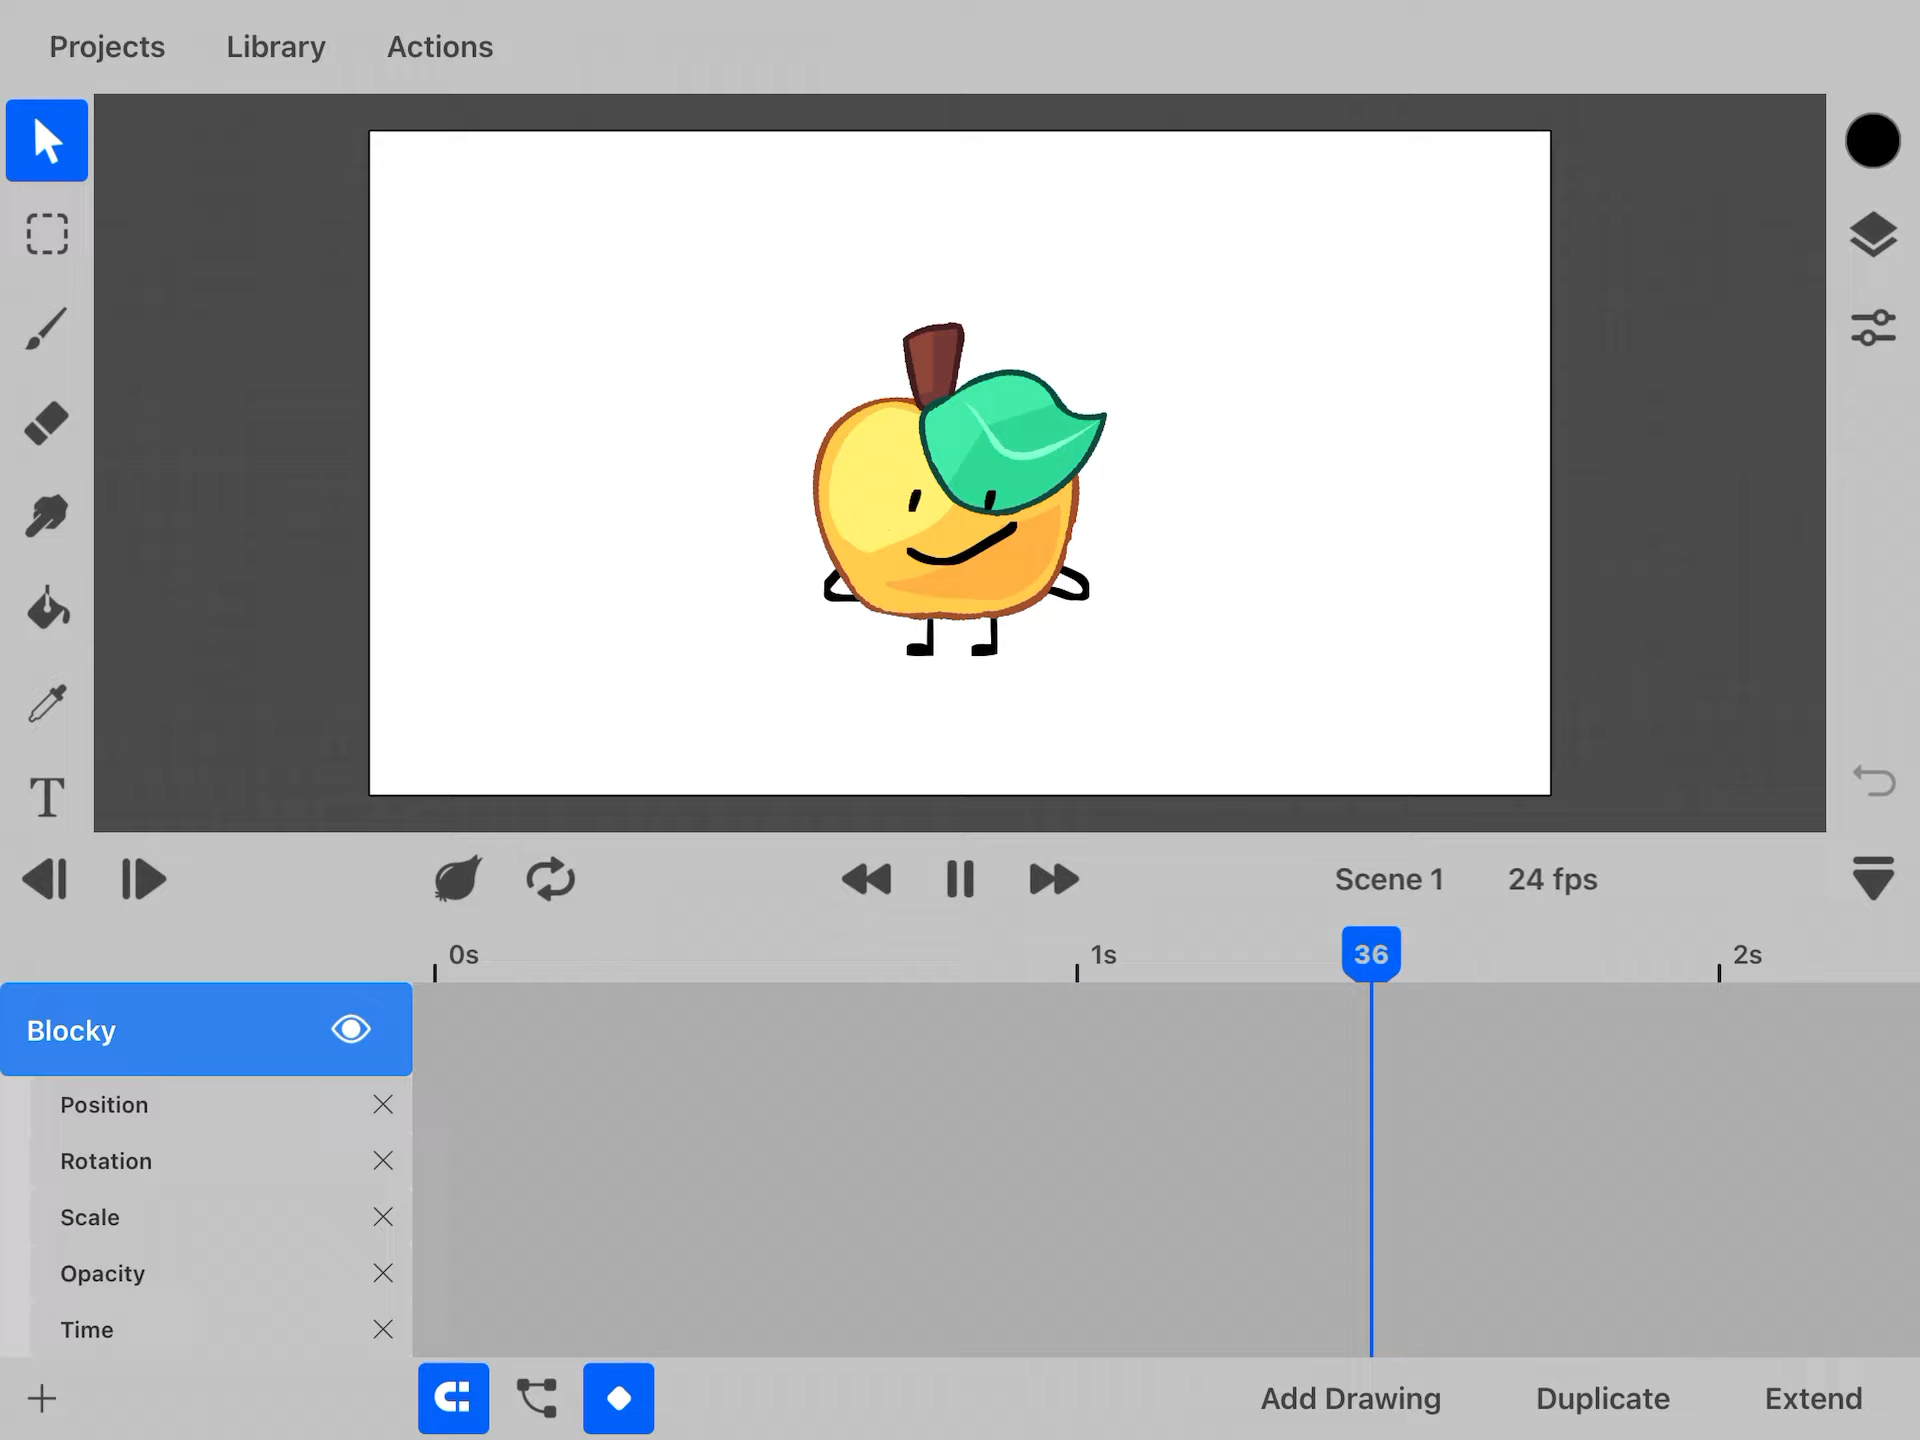 Projects Library Actions
T
Scene 1 24 fps
0s 1s 36 2s
Blocky
Position
Rotation
Scale
Opacity
Time
Add Drawing Duplicate Extend